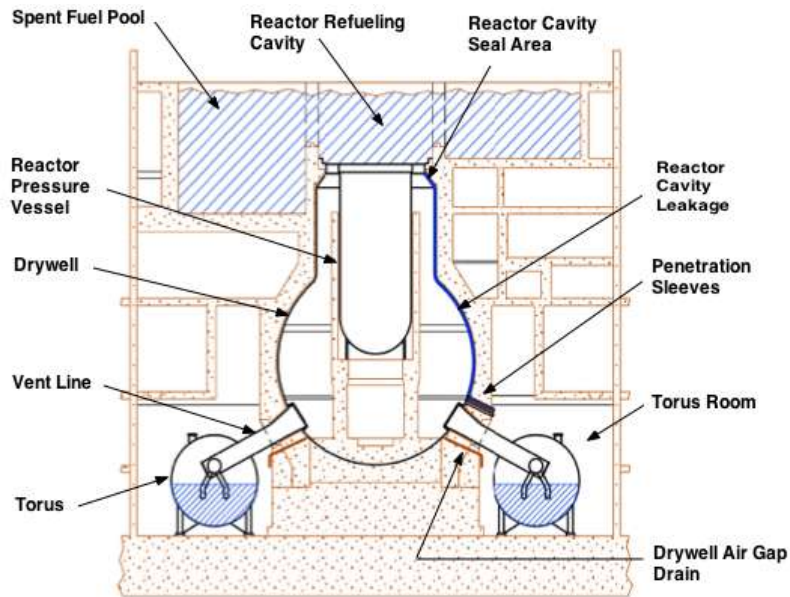 Spent Fuel Pool
Reactor Refueling
Cavity
Reactor Cavity
Seal Area
Reactor
Pressure
Vessel
Reactor
Cavity
Leakage
Drywell
Penetration
Sleeves
Vent Line
Torus Room
Torus
Drywell Air Gap
Drain